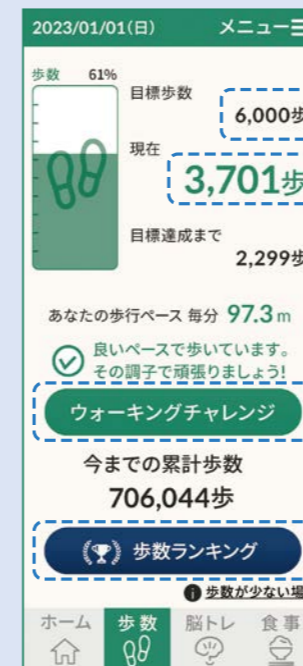 2023/01/01(日) メニュー
歩数 61%
目標歩数
6,000歩
現在
3,701歩
目標達成まで
2,299歩
あなたの歩行ペース 毎分 97.3 m
良いペースで歩いています。
その調子で頑張りましょう!
ウォーキングチャレンジ
今までの累計歩数
706,044歩
歩数ランキング
歩数が少ない場
ホーム 歩数 脳トレ 食事